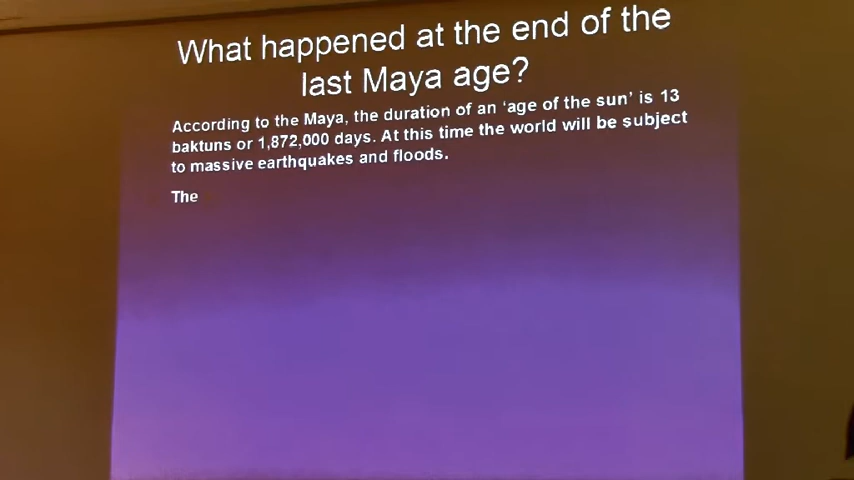 What happened at the end of the
last Maya age?
According to the Maya, the duration of an ‘age of the sun’ is 13
baktuns or 1,872,000 days. At this time the world will be subject
to massive earthquakes and floods.
The